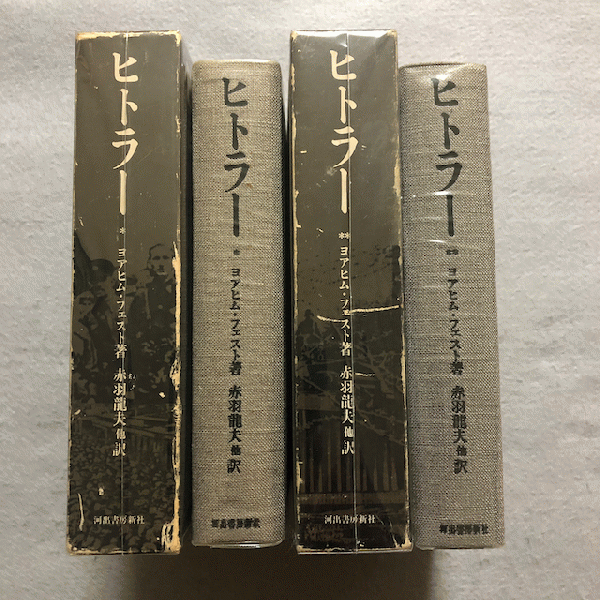 ヒトラー
*
ヨアヒム・フェスト著
赤羽龍夫他訳
河出書房新社
ヒトラー
*
ヨアヒム・フェスト著
赤羽龍夫他訳
河出書房新社
ヒトラー
**
ヨアヒム・フェスト著
赤羽龍夫他訳
河出書房新社
ヒトラー
**
ヨアヒム・フェスト著
赤羽龍夫他訳
河出書房新社